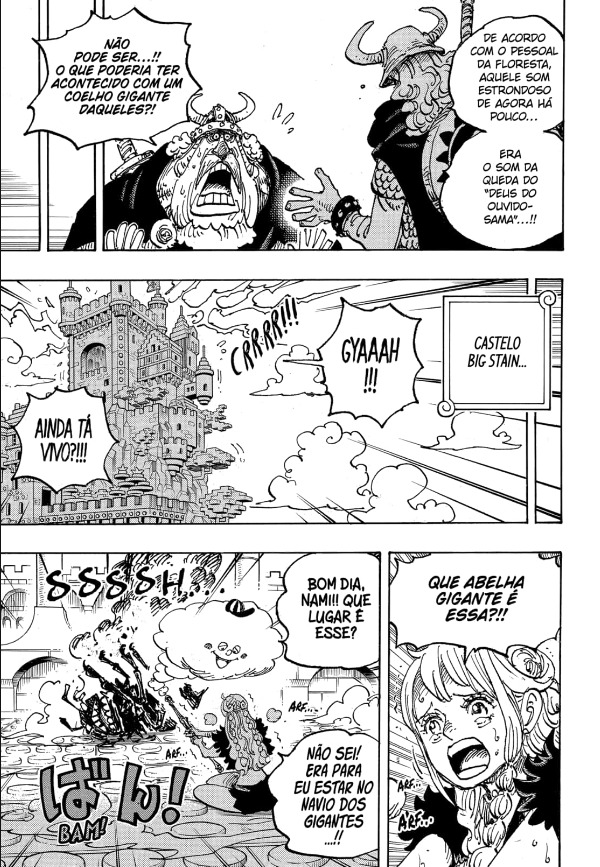 DE ACORDO
COM O PESSOAL
DA FLORESTA,
AQUELE SOM
ESTRONDOSO
DE AGORA HÁ
POUCO...
ERA
O SOM DA
QUEDA DO
"DEUS DO
OUVIDO-
SAMA"...!!
NÃO
PODE SER...!!
O QUE PODERIA TER
ACONTECIDO COM UM
COELHO GIGANTE
DAQUELES?!
CASTELO
BIG STAIN...
GYAAAH
!!!
CRRRR!!!
AINDA TÁ
VIVO?!!!
QUE ABELHA
GIGANTE É
ESSA?!!
ARF...
ARF...
BOM DIA,
NAMI!!! QUE
LUGAR É
ESSE?
NÃO SEI!
ERA PARA
EU ESTAR NO
NAVIO DOS
GIGANTES
...!!
ARF...
ARF...
SSSSH...
ばん!
BAM!